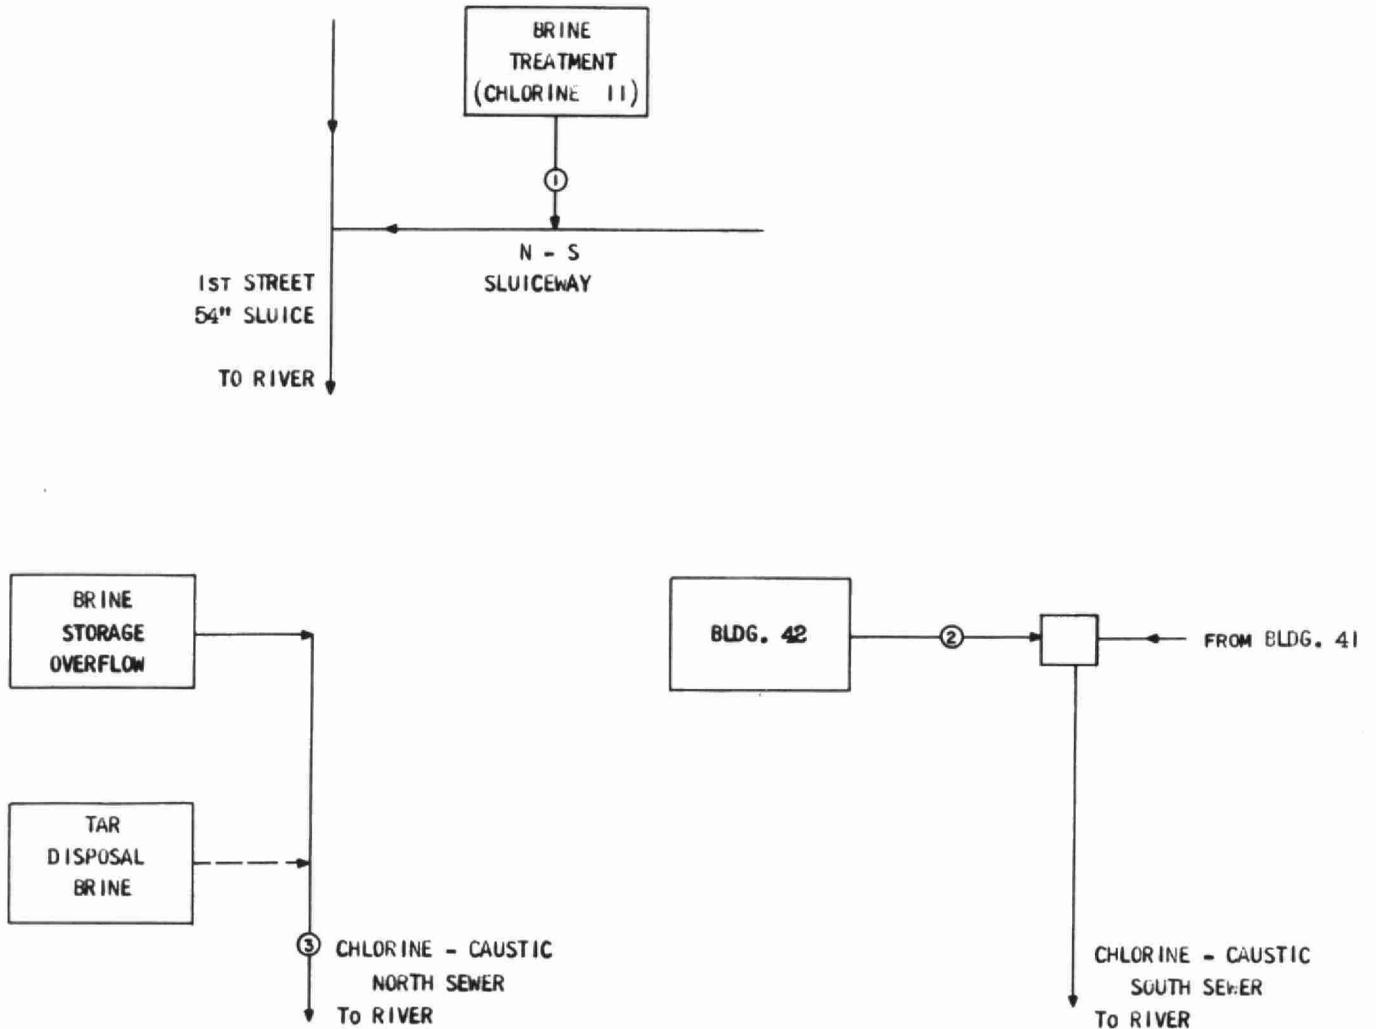 BRINE
TREATMENT
(CHLORINE 11)
1
N - S
SLUICEWAY
1ST STREET
54" SLUICE
TO RIVER
BRINE
STORAGE
OVERFLOW
BLDG. 42
2
FROM BLDG. 41
TAR
DISPOSAL
BRINE
3
CHLORINE - CAUSTIC
NORTH SEWER
TO RIVER
CHLORINE - CAUSTIC
SOUTH SEWER
TO RIVER